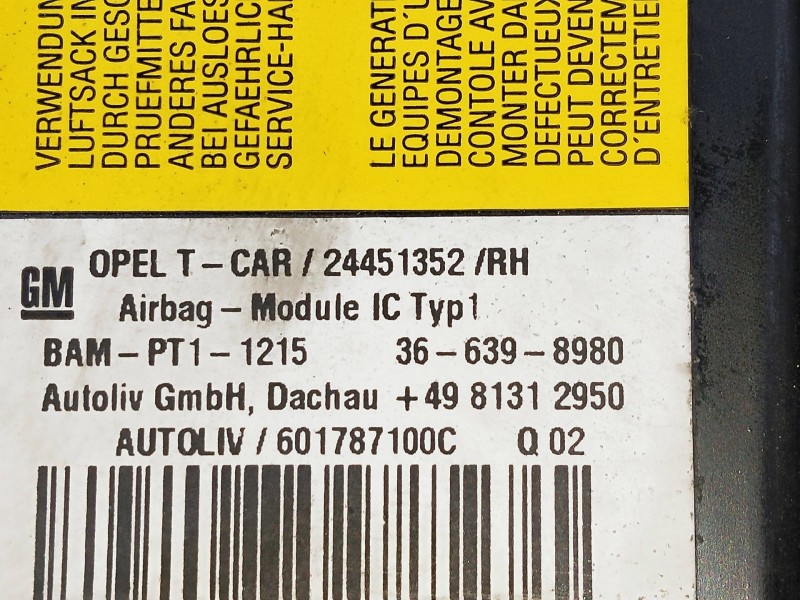 VERWENDUN
LUFTSACK IN
DURCH GESC
PRUEFMITTE
ANDERES FA
BEI AUSLOES
GEFAEHRLIC
SERVICE-HA
LE GENERATI
EQUIPES D'U
DEMONTAGE
CONTOLE AV
MONTER DA
DEFECTUEUX
PEUT DEVEN
CORRECTEM
D'ENTRETIE
GM
OPEL T-CAR / 24451352 /RH
Airbag - Module IC Typ1
BAM-PT1-1215 36-639-8980
Autoliv GmbH, Dachau +49 8131 2950
AUTOLIV / 601787100C Q 02